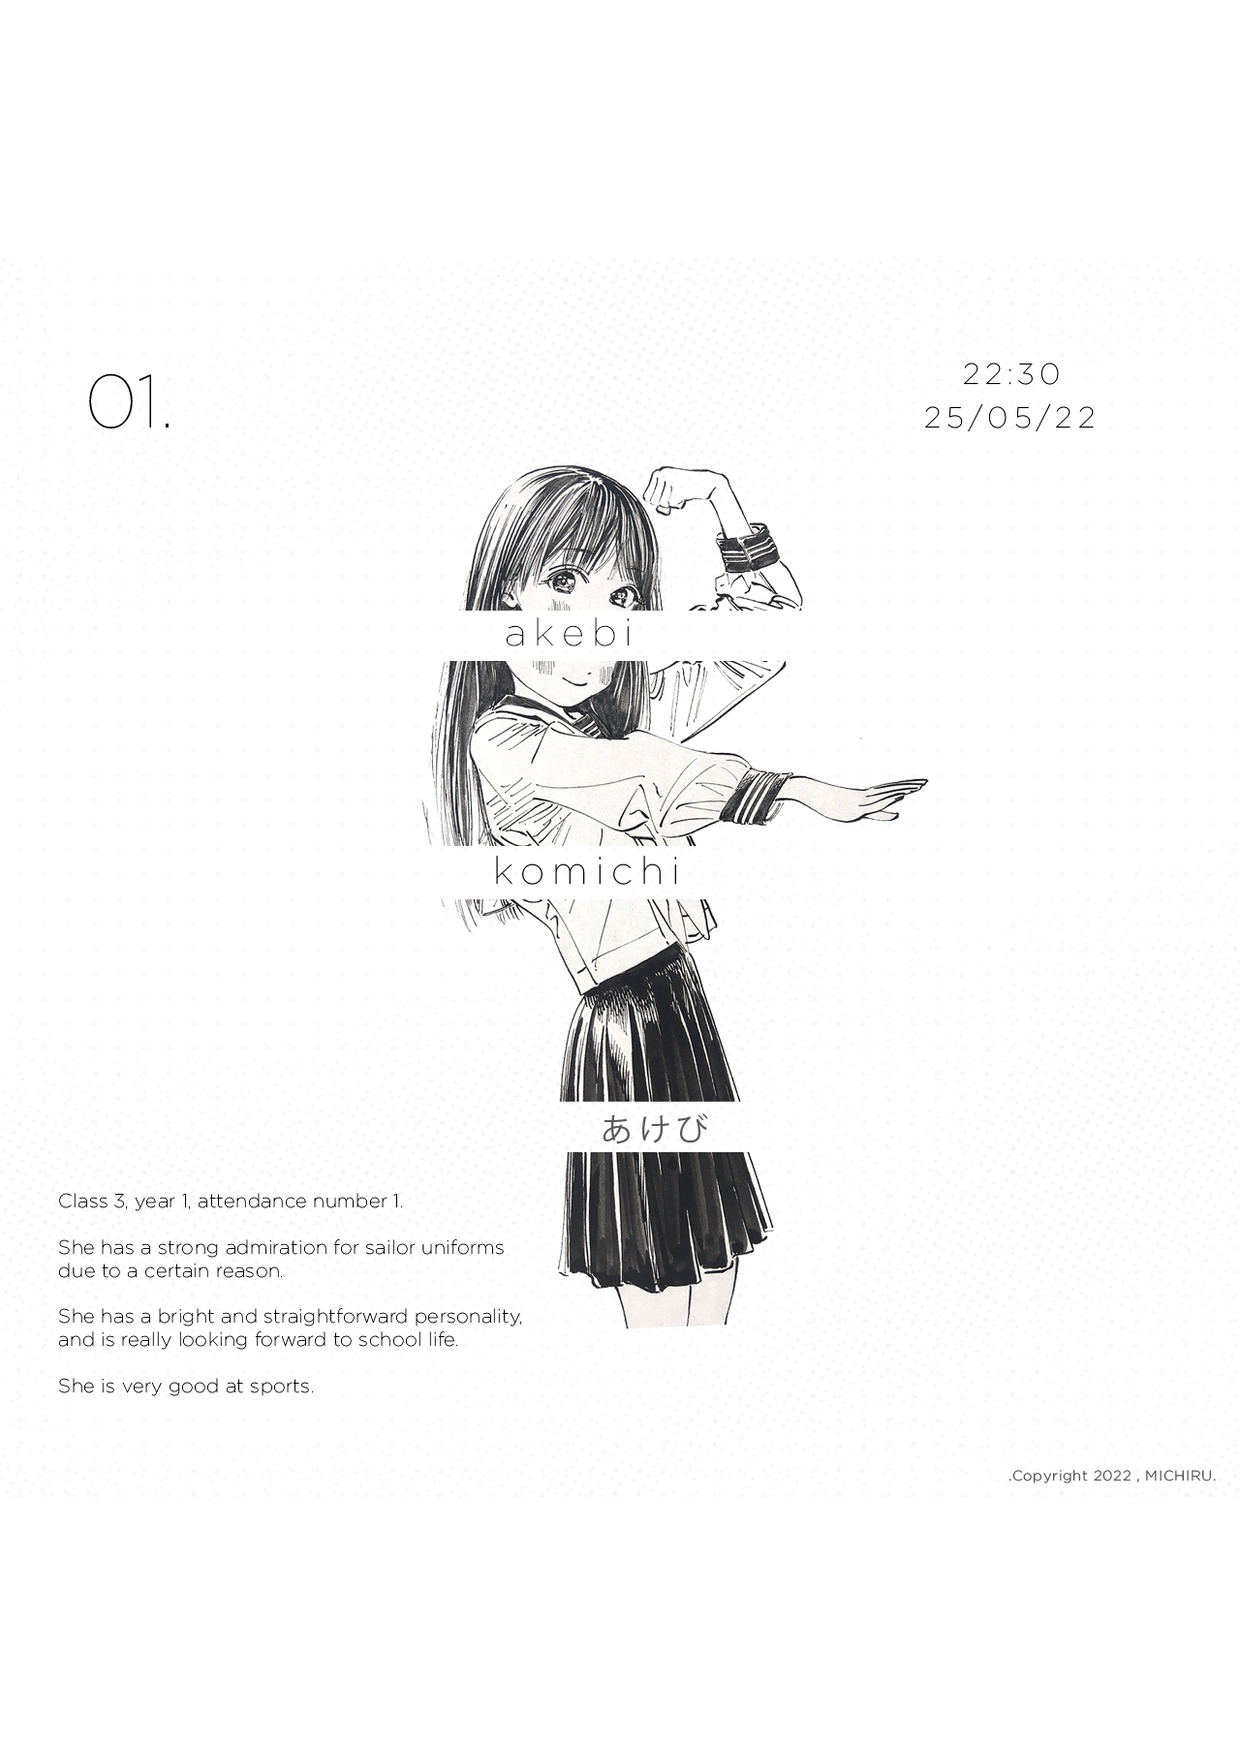 01.
22:30
25/05/22
akebi
komichi
あけび
Class 3, year 1, attendance number 1.
She has a strong admiration for sailor uniforms
due to a certain reason.
She has a bright and straightforward personality,
and is really looking forward to school life.
She is very good at sports.
.Copyright 2022 , MICHIRU.